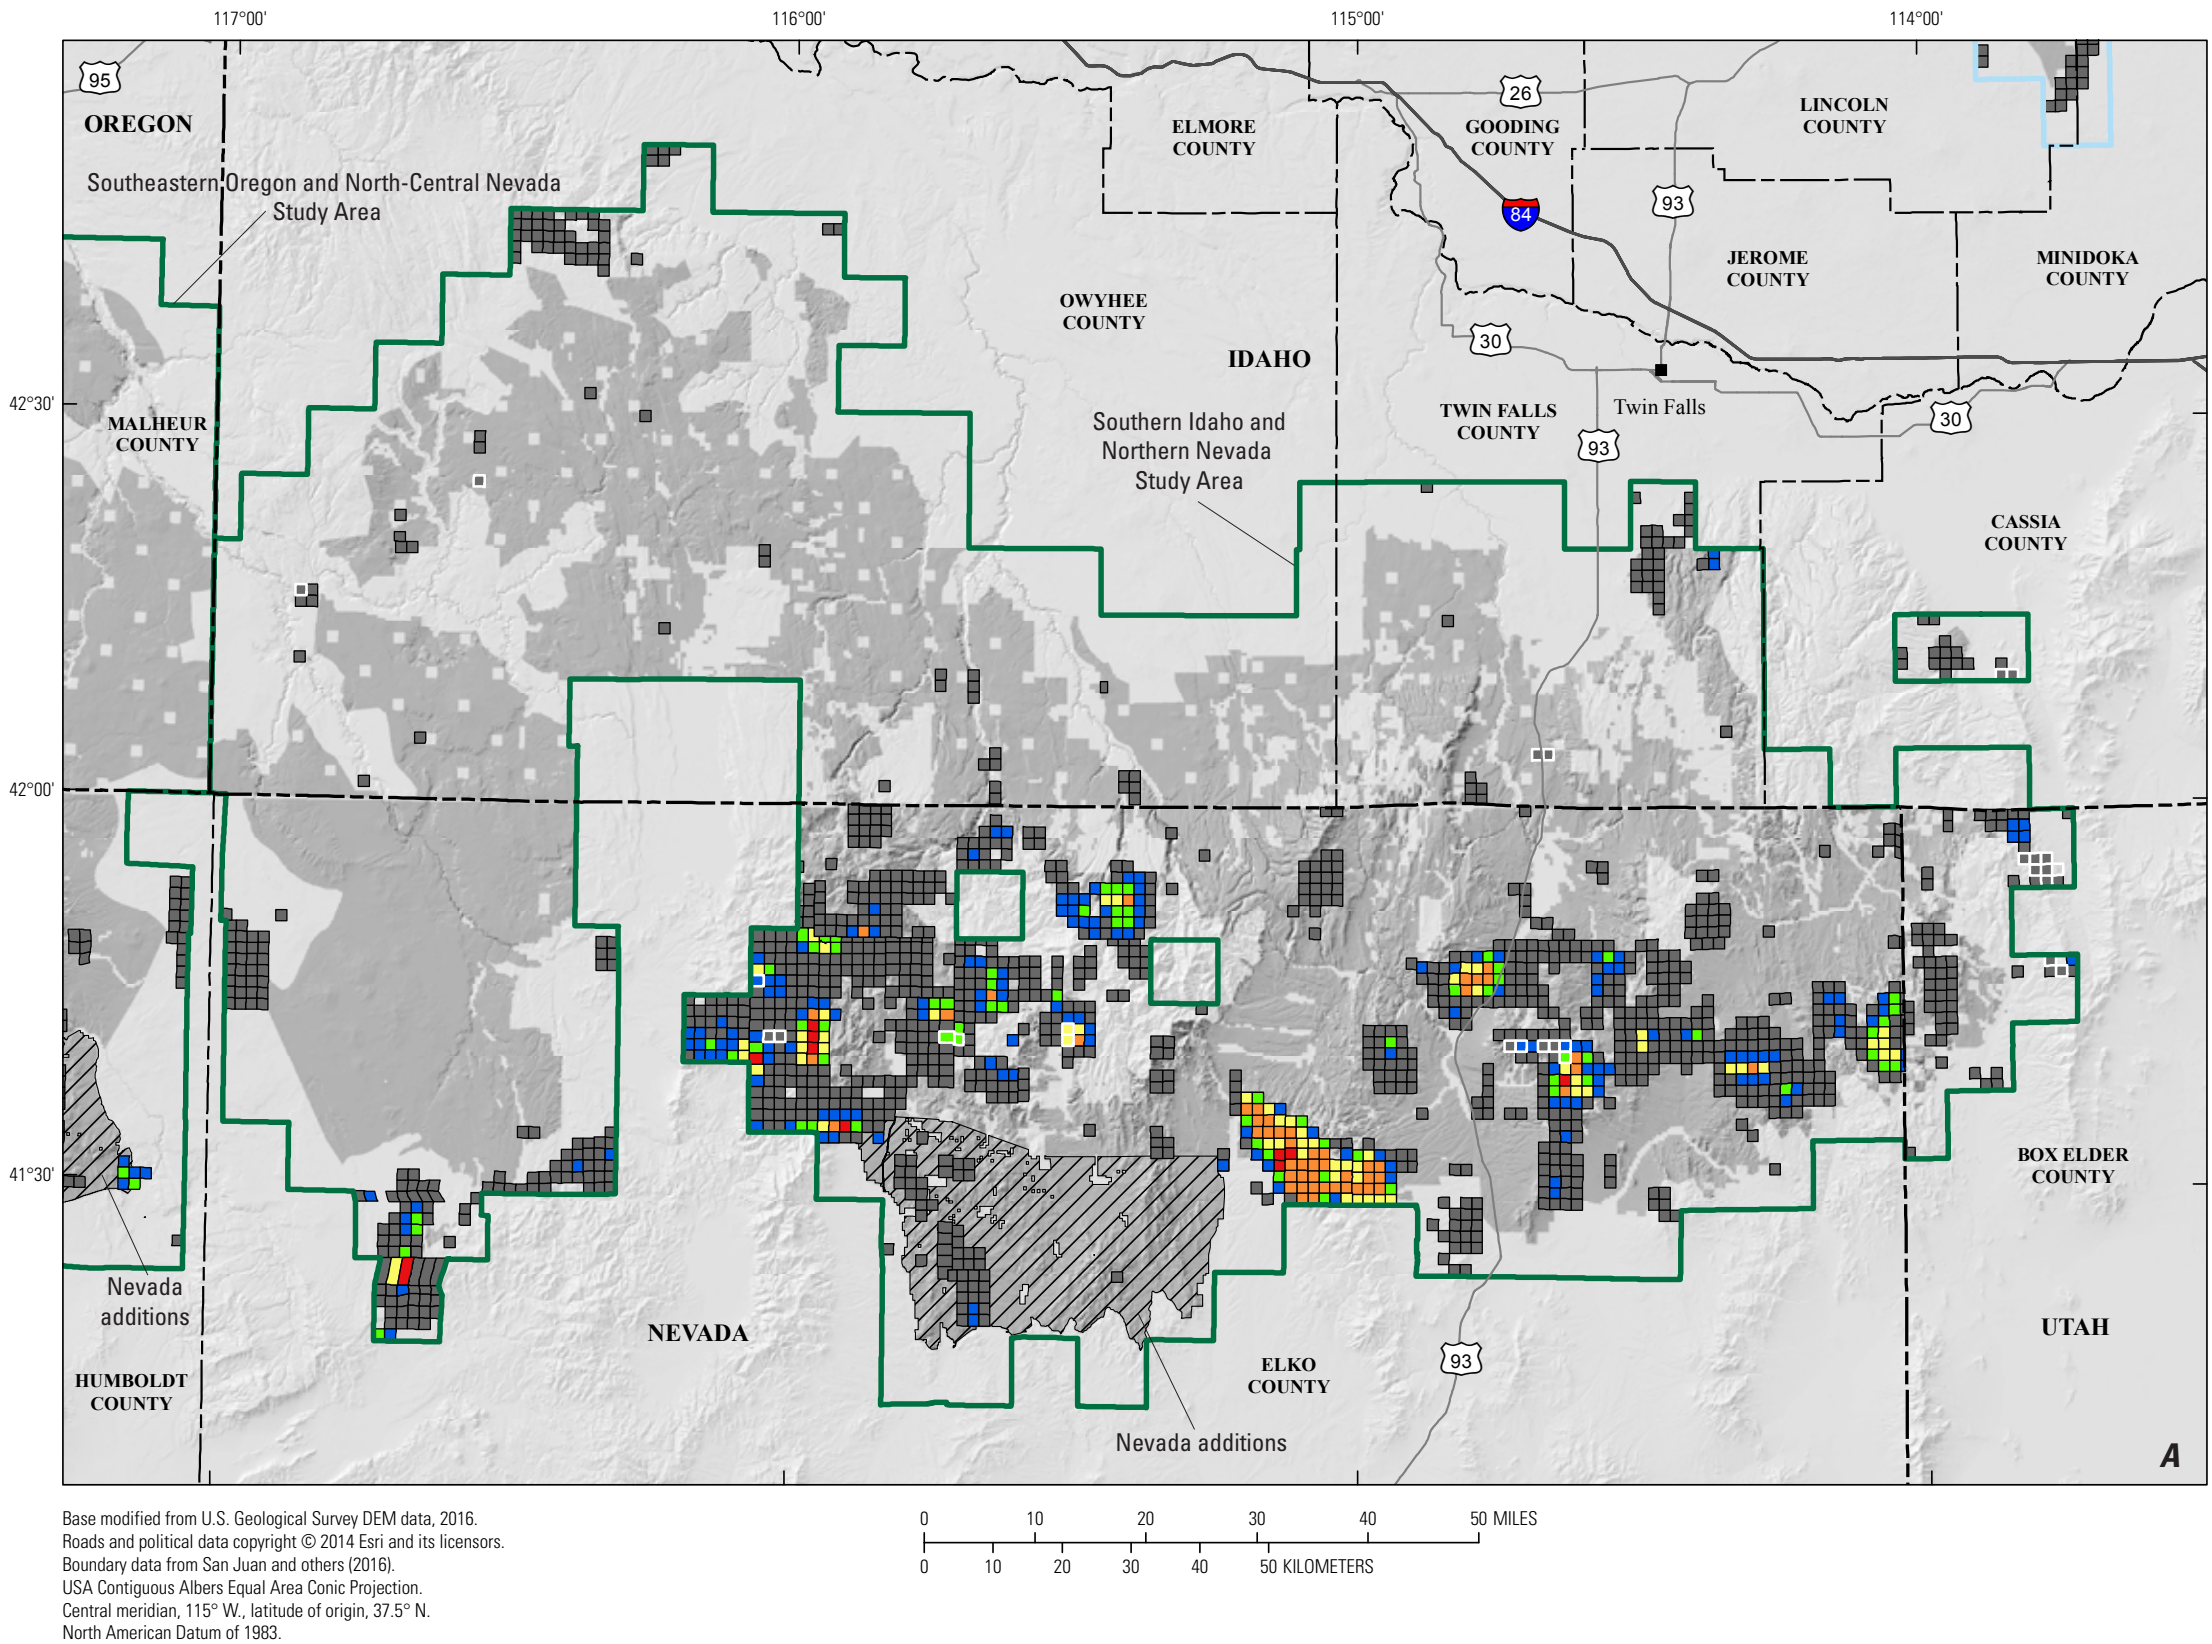 117°00'
116°00'
115°00'
114°00'
95
OREGON
26
ELMORE
COUNTY
GOODING
COUNTY
LINCOLN
COUNTY
Southeastern Oregon and North-Central Nevada
Study Area
84
93
JEROME
COUNTY
MINIDOKA
COUNTY
OWYHEE
COUNTY
30
IDAHO
42°30'
MALHEUR
COUNTY
Southern Idaho and
Northern Nevada
Study Area
TWIN FALLS
COUNTY
Twin Falls
93
30
CASSIA
COUNTY
42°00'
41°30'
BOX ELDER
COUNTY
Nevada
additions
NEVADA
UTAH
HUMBOLDT
COUNTY
ELKO
COUNTY
93
Nevada additions
A
Base modified from U.S. Geological Survey DEM data, 2016.
Roads and political data copyright © 2014 Esri and its licensors.
Boundary data from San Juan and others (2016).
USA Contiguous Albers Equal Area Conic Projection.
Central meridian, 115° W., latitude of origin, 37.5° N.
North American Datum of 1983.
0 10 20 30 40 50 MILES
0 10 20 30 40 50 KILOMETERS